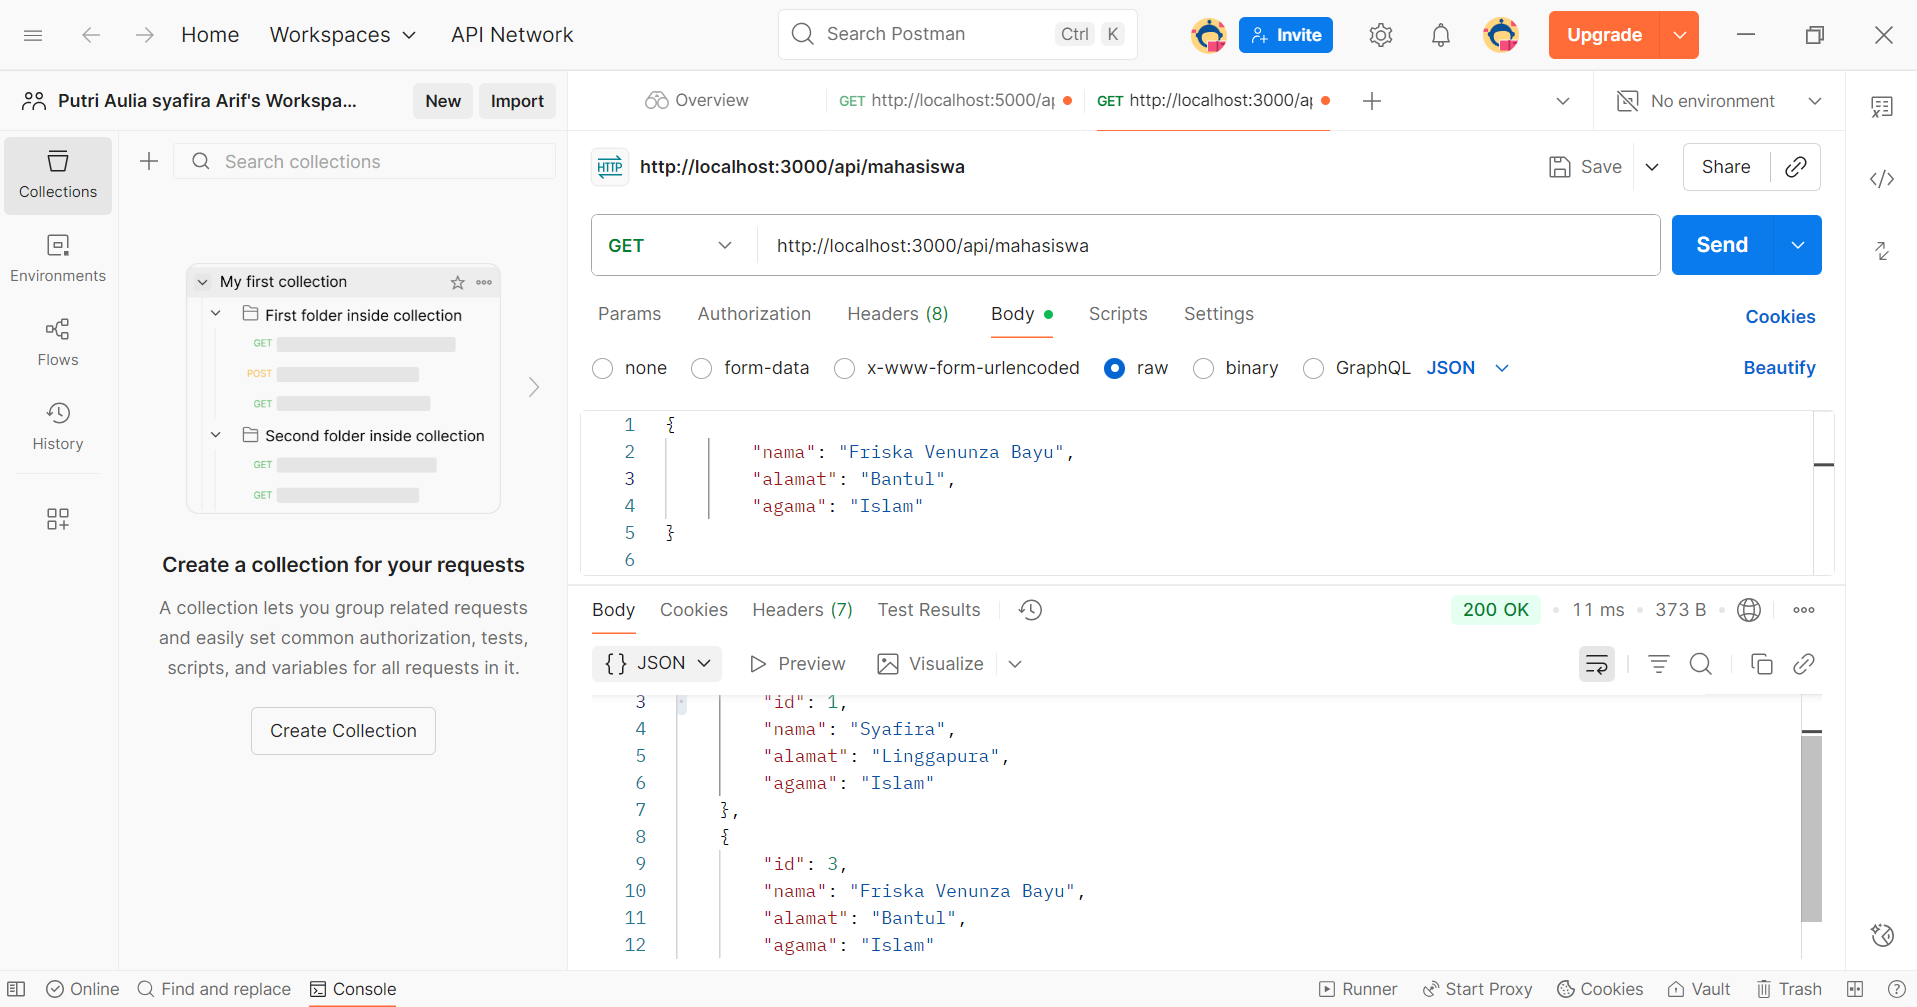 Home Workspaces API Network Search Postman Ctrl K Invite Upgrade
Putri Aulia syafira Arif's Workspa... New Import Overview GET http://localhost:5000/ap GET http://localhost:3000/ap No environment
Collections
Environments
Flows
History
Search collections
My first collection
First folder inside collection
GET
POST
GET
Second folder inside collection
GET
GET
Create a collection for your requests
A collection lets you group related requests
and easily set common authorization, tests,
scripts, and variables for all requests in it.
Create Collection
HTTP http://localhost:3000/api/mahasiswa Save Share
GET http://localhost:3000/api/mahasiswa Send
Params Authorization Headers (8) Body Scripts Settings Cookies
none form-data x-www-form-urlencoded raw binary GraphQL JSON Beautify
1 {
2 "nama": "Friska Venunza Bayu",
3 "alamat": "Bantul",
4 "agama": "Islam"
5 }
6
Body Cookies Headers (7) Test Results 200 OK • 11 ms • 373 B •
{} JSON Preview Visualize
3 "id": 1,
4 "nama": "Syafira",
5 "alamat": "Linggapura",
6 "agama": "Islam"
7 },
8 {
9 "id": 3,
10 "nama": "Friska Venunza Bayu",
11 "alamat": "Bantul",
12 "agama": "Islam"
Online Find and replace Console Runner Start Proxy Cookies Vault Trash